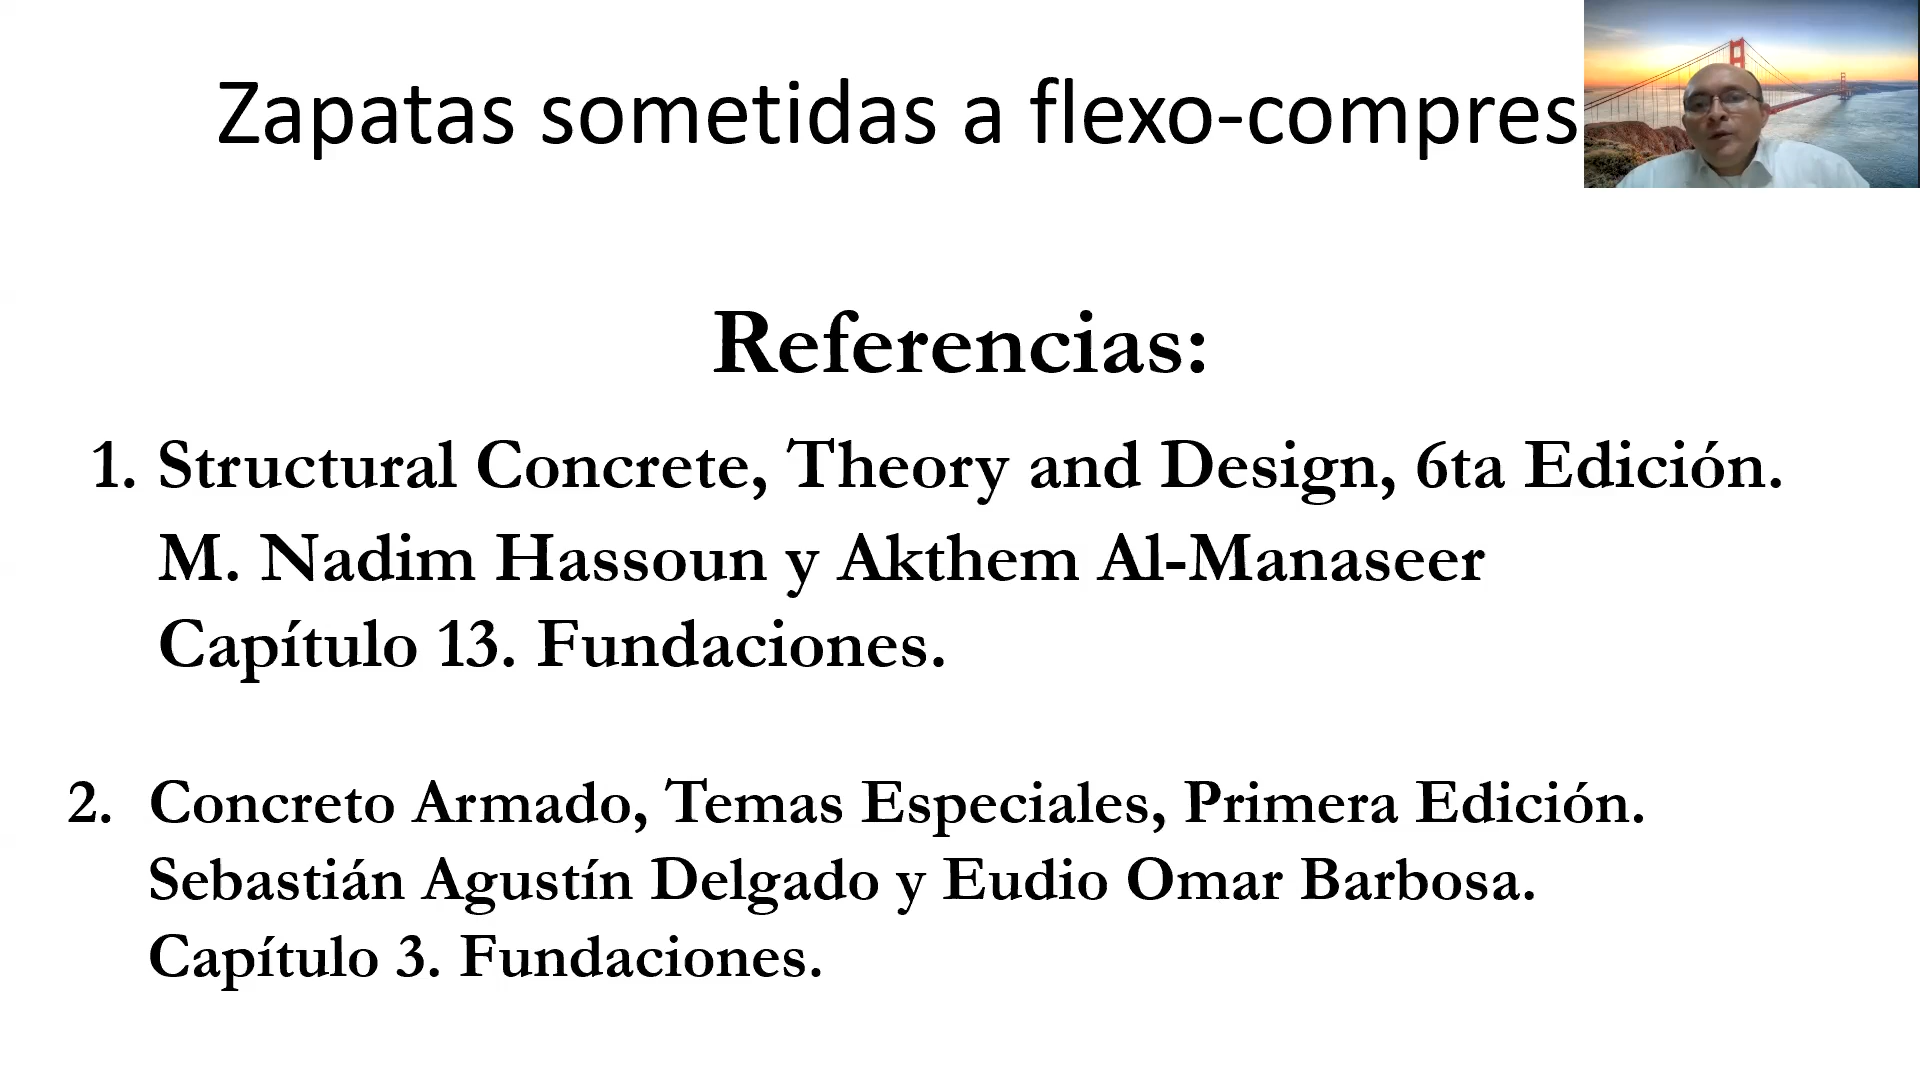 Zapatas sometidas a flexo-compres
Referencias:
1. Structural Concrete, Theory and Design, 6ta Edición.
M. Nadim Hassoun y Akthem Al-Manaseer
Capítulo 13. Fundaciones.
2. Concreto Armado, Temas Especiales, Primera Edición.
Sebastián Agustín Delgado y Eudio Omar Barbosa.
Capítulo 3. Fundaciones.